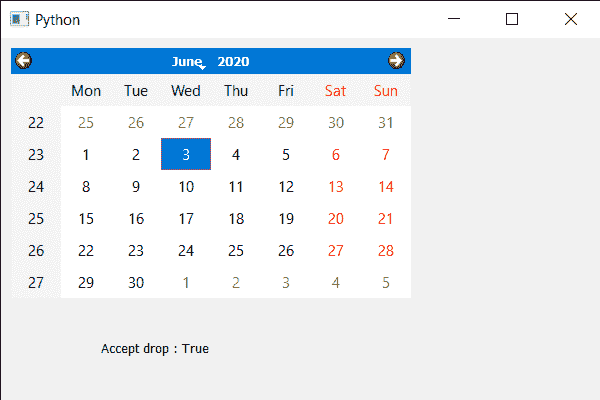 Python
June 2020
Mon Tue Wed Thu Fri Sat Sun
22 25 26 27 28 29 30 31
23 1 2 3 4 5 6 7
24 8 9 10 11 12 13 14
25 15 16 17 18 19 20 21
26 22 23 24 25 26 27 28
27 29 30 1 2 3 4 5
Accept drop : True